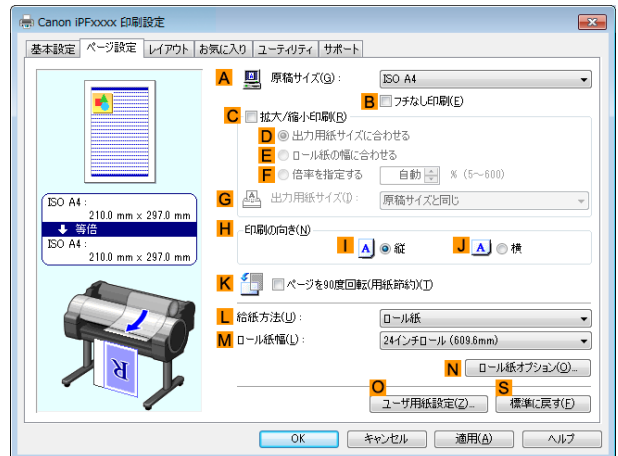 Canon iPFxxxx 印刷設定
基本設定 ページ設定 レイアウト お気に入り ユーティリティ サポート
A 原稿サイズ(G): ISO A4
B フチなし印刷(E)
C 拡大/縮小印刷(R)
D 出力用紙サイズに合わせる
E ロール紙の幅に合わせる
F 倍率を指定する 自動 % (5~600)
G 出力用紙サイズ(I): 原稿サイズと同じ
ISO A4 :
210.0 mm x 297.0 mm
等倍
ISO A4 :
210.0 mm x 297.0 mm
H 印刷の向き(N)
I A 縦 J A 横
K ページを90度回転(用紙節約)(T)
L 給紙方法(U): ロール紙
M ロール紙幅(L): 24インチロール (609.6mm)
N ロール紙オプション(O)...
O ユーザ用紙設定(Z)... S 標準に戻す(F)
R
OK キャンセル 適用(A) ヘルプ